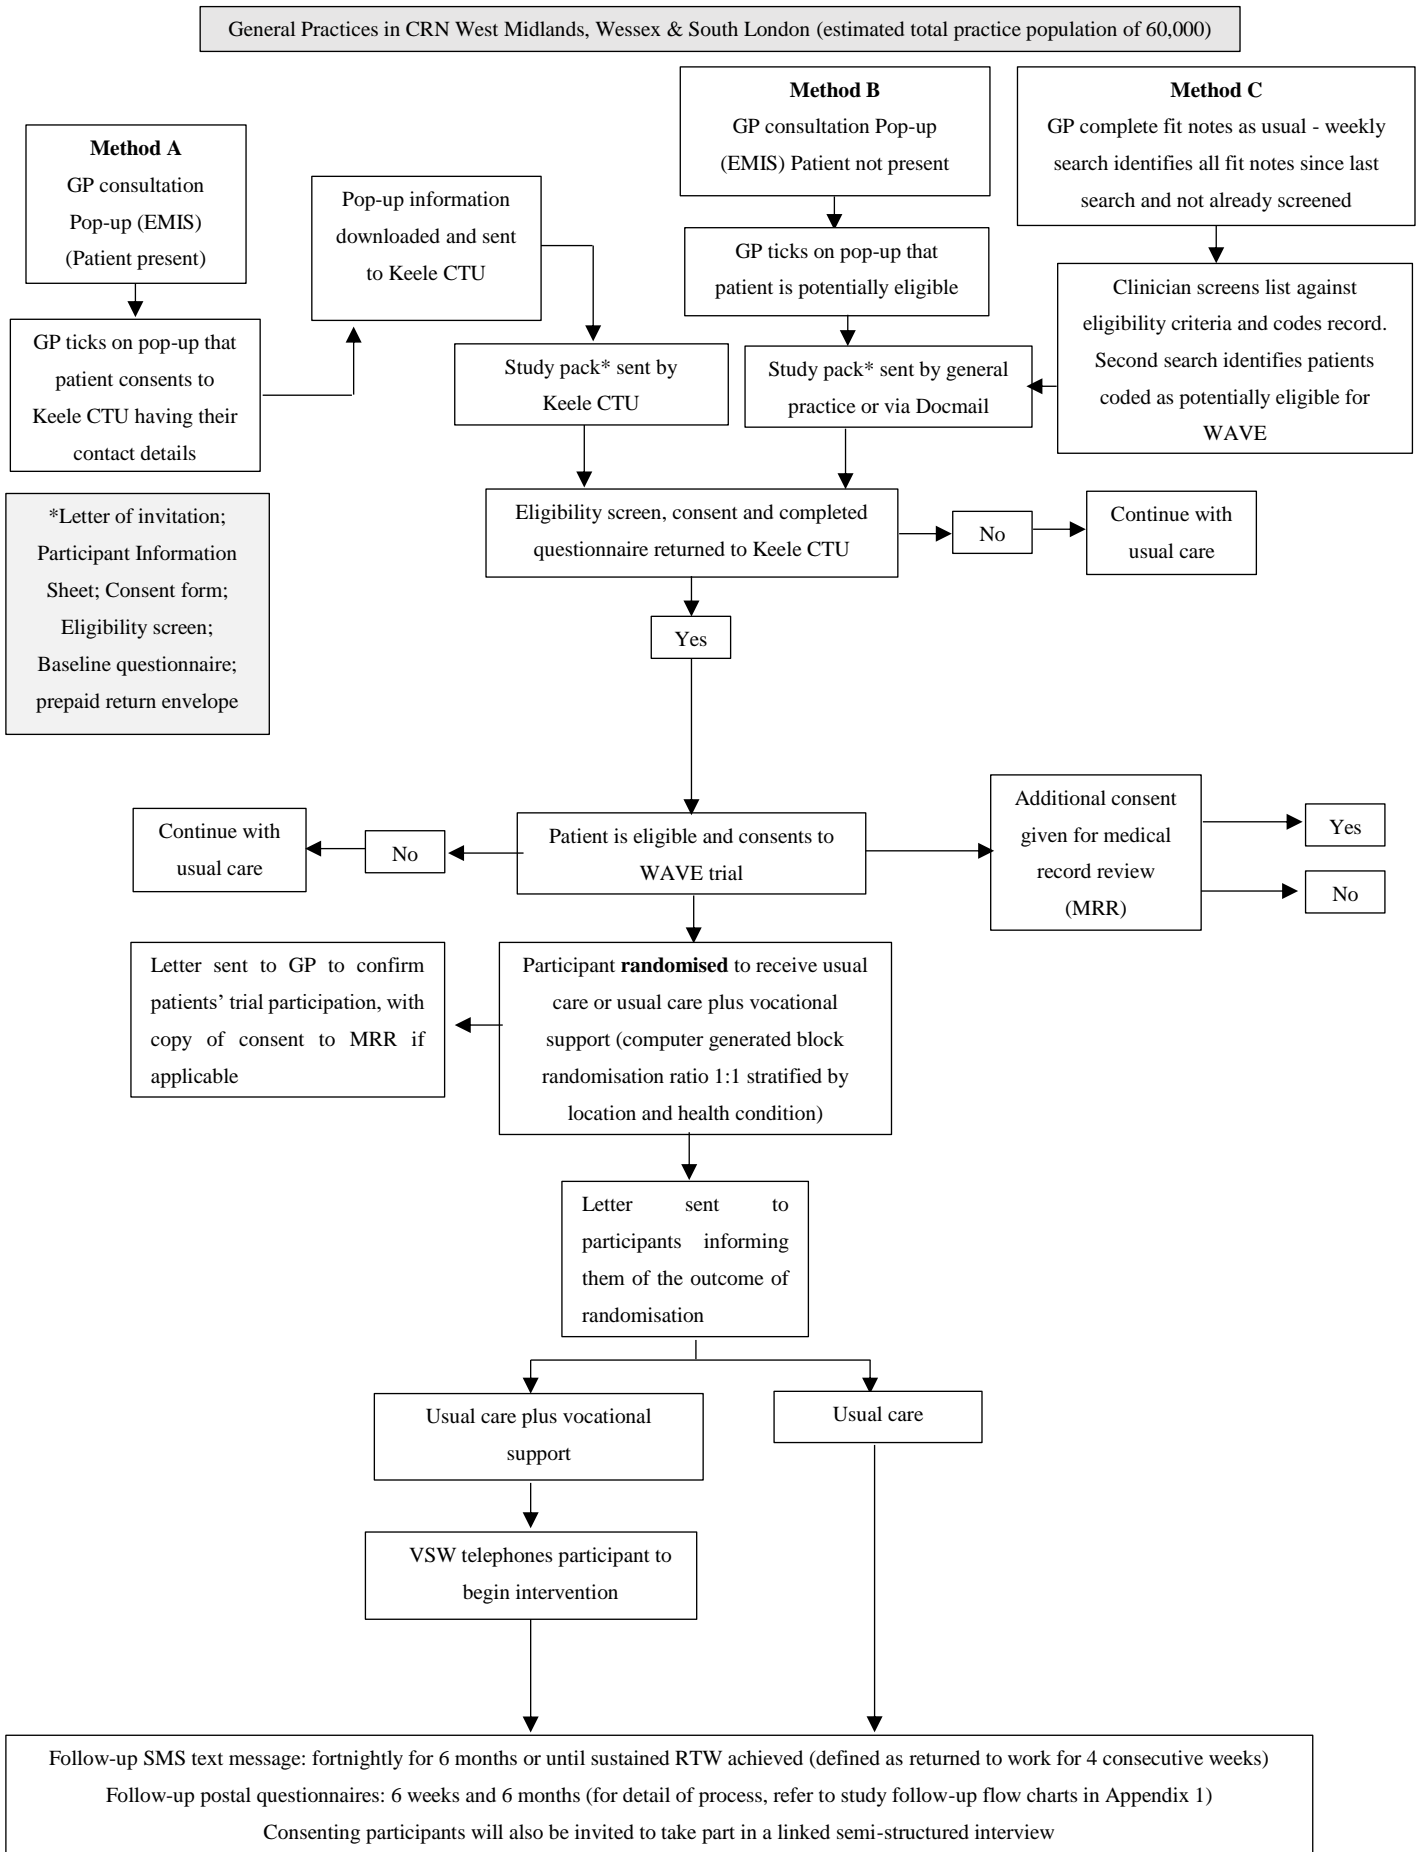 General Practices in CRN West Midlands, Wessex & South London (estimated total practice population of 60,000)
Method A
GP consultation
Pop-up (EMIS)
(Patient present)
GP ticks on pop-up that
patient consents to
Keele CTU having their
contact details
Pop-up information
downloaded and sent
to Keele CTU
Study pack* sent by
Keele CTU
Method B
GP consultation Pop-up
(EMIS) Patient not present
GP ticks on pop-up that
patient is potentially eligible
Study pack* sent by general
practice or via Docmail
Method C
GP complete fit notes as usual - weekly
search identifies all fit notes since last
search and not already screened
Clinician screens list against
eligibility criteria and codes record.
Second search identifies patients
coded as potentially eligible for
WAVE
*Letter of invitation;
Participant Information
Sheet; Consent form;
Eligibility screen;
Baseline questionnaire;
prepaid return envelope
Eligibility screen, consent and completed
questionnaire returned to Keele CTU
No
Continue with
usual care
Yes
Patient is eligible and consents to
WAVE trial
No
Continue with
usual care
Additional consent
given for medical
record review
(MRR)
Yes
No
Participant randomised to receive usual
care or usual care plus vocational
support (computer generated block
randomisation ratio 1:1 stratified by
location and health condition)
Letter sent to GP to confirm
patients’ trial participation, with
copy of consent to MRR if
applicable
Letter sent to
participants informing
them of the outcome of
randomisation
Usual care plus vocational
support
Usual care
VSW telephones participant to
begin intervention
Follow-up SMS text message: fortnightly for 6 months or until sustained RTW achieved (defined as returned to work for 4 consecutive weeks)
Follow-up postal questionnaires: 6 weeks and 6 months (for detail of process, refer to study follow-up flow charts in Appendix 1)
Consenting participants will also be invited to take part in a linked semi-structured interview